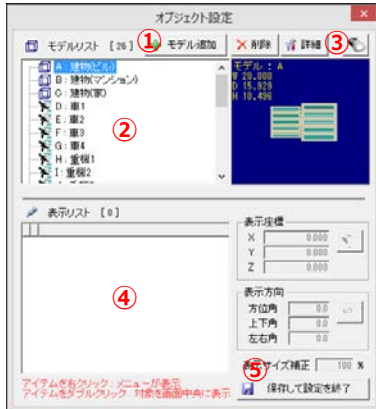 オブジェクト設定
モデルリスト [26]
① モデル追加
削除
詳細
③
A：建物(ビル)
B：建物(マンション)
C：建物(家)
D：車1
E：車2
F：車3
G：車4
H：重機1
I：重機2
②
モデル : A
W 20.000
D 15.929
H 10.496
表示リスト [0]
④
表示座標
X 0.000
Y 0.000
Z 0.000
表示方向
方位角 0.0
上下角 0.0
左右角 0.0
表示サイズ補正 100 %
⑤
保存して設定を終了
アイテムを右クリック：メニューが表示
アイテムをダブルクリック：対象を画面中央に表示